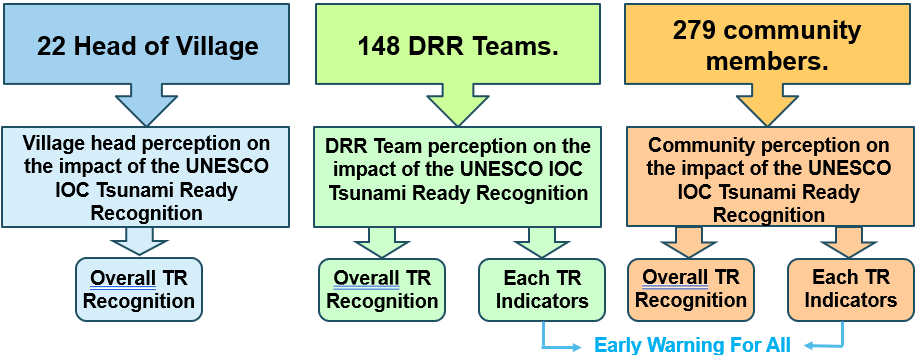 22 Head of Village
148 DRR Teams.
279 community
members.
Village head perception on
the impact of the UNESCO
IOC Tsunami Ready
Recognition
DRR Team perception on the
impact of the UNESCO IOC
Tsunami Ready Recognition
Community perception on
the impact of the UNESCO
IOC Tsunami Ready
Recognition
Overall TR
Recognition
Overall TR
Recognition
Each TR
Indicators
Overall TR
Recognition
Each TR
Indicators
Early Warning For All